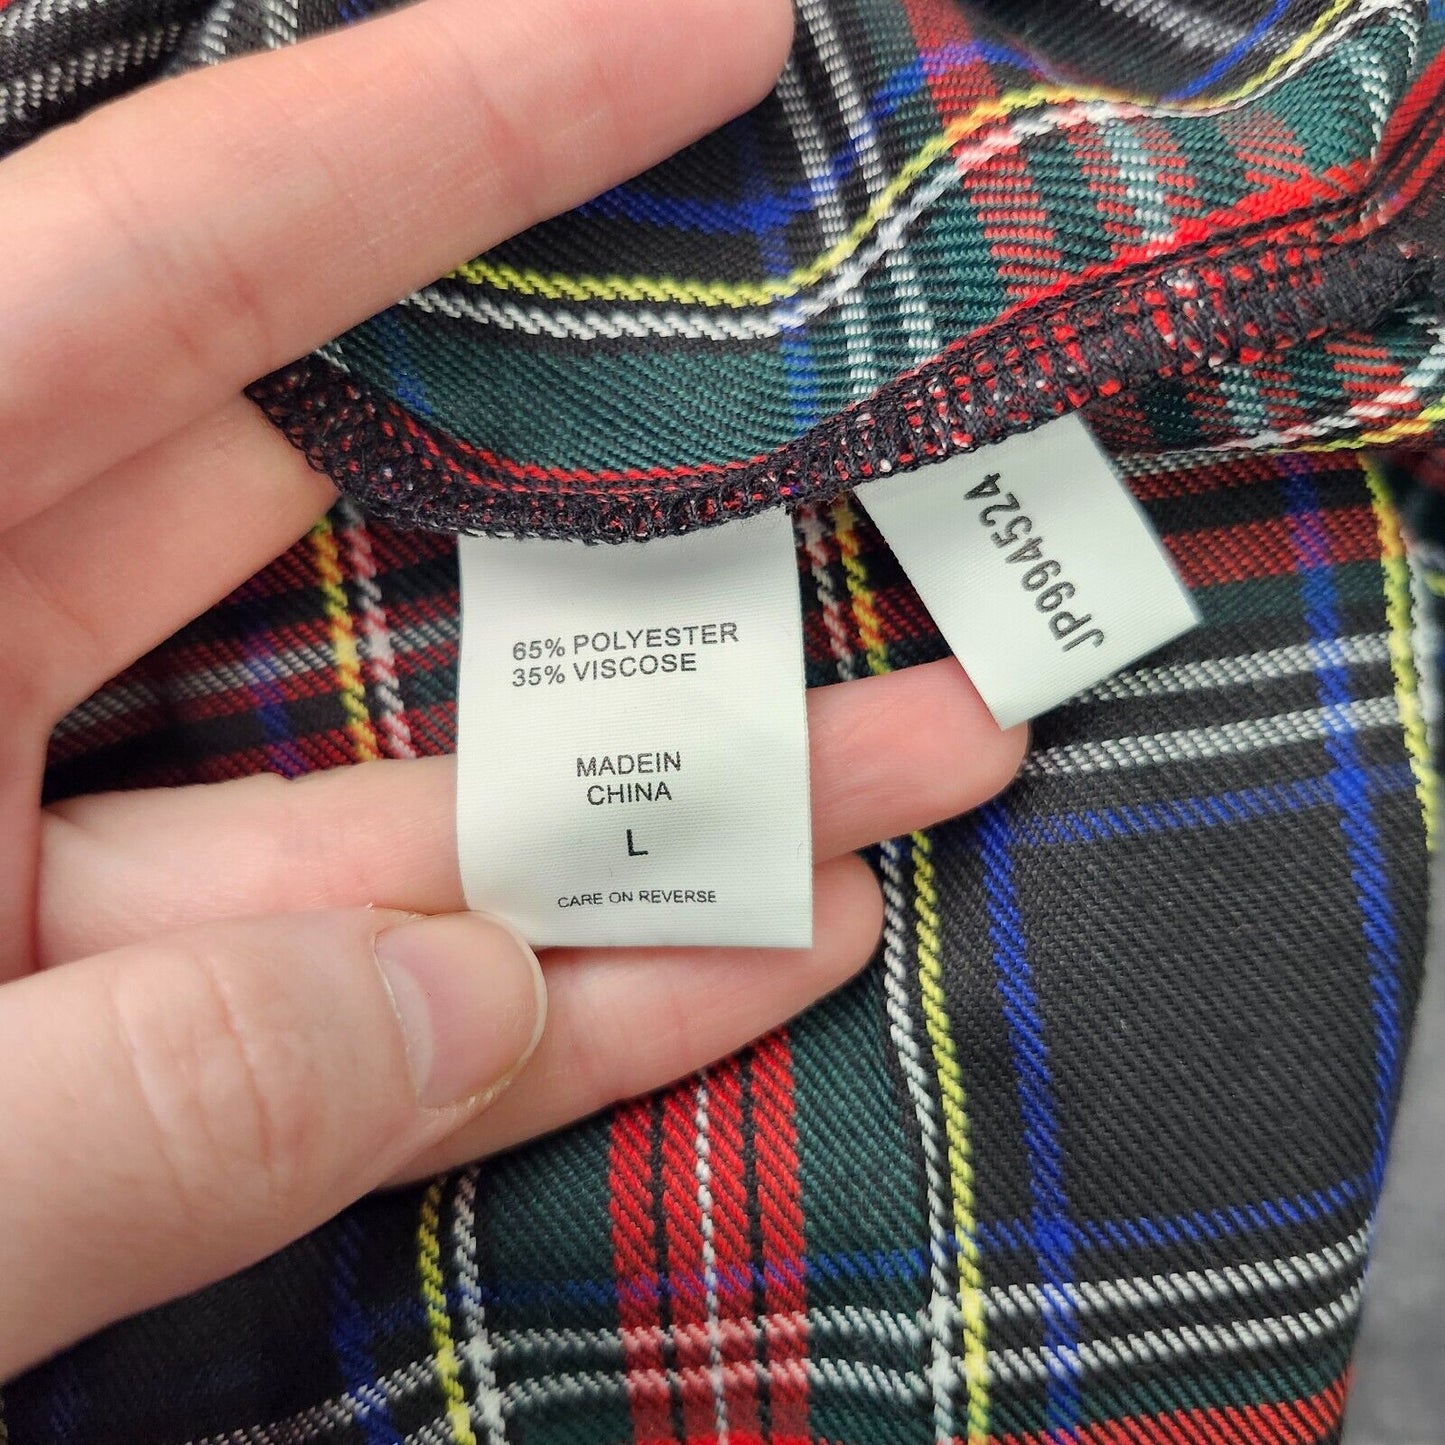 65% POLYESTER
35% VISCOSE
MADEIN
CHINA
L
CARE ON REVERSE
JP994524